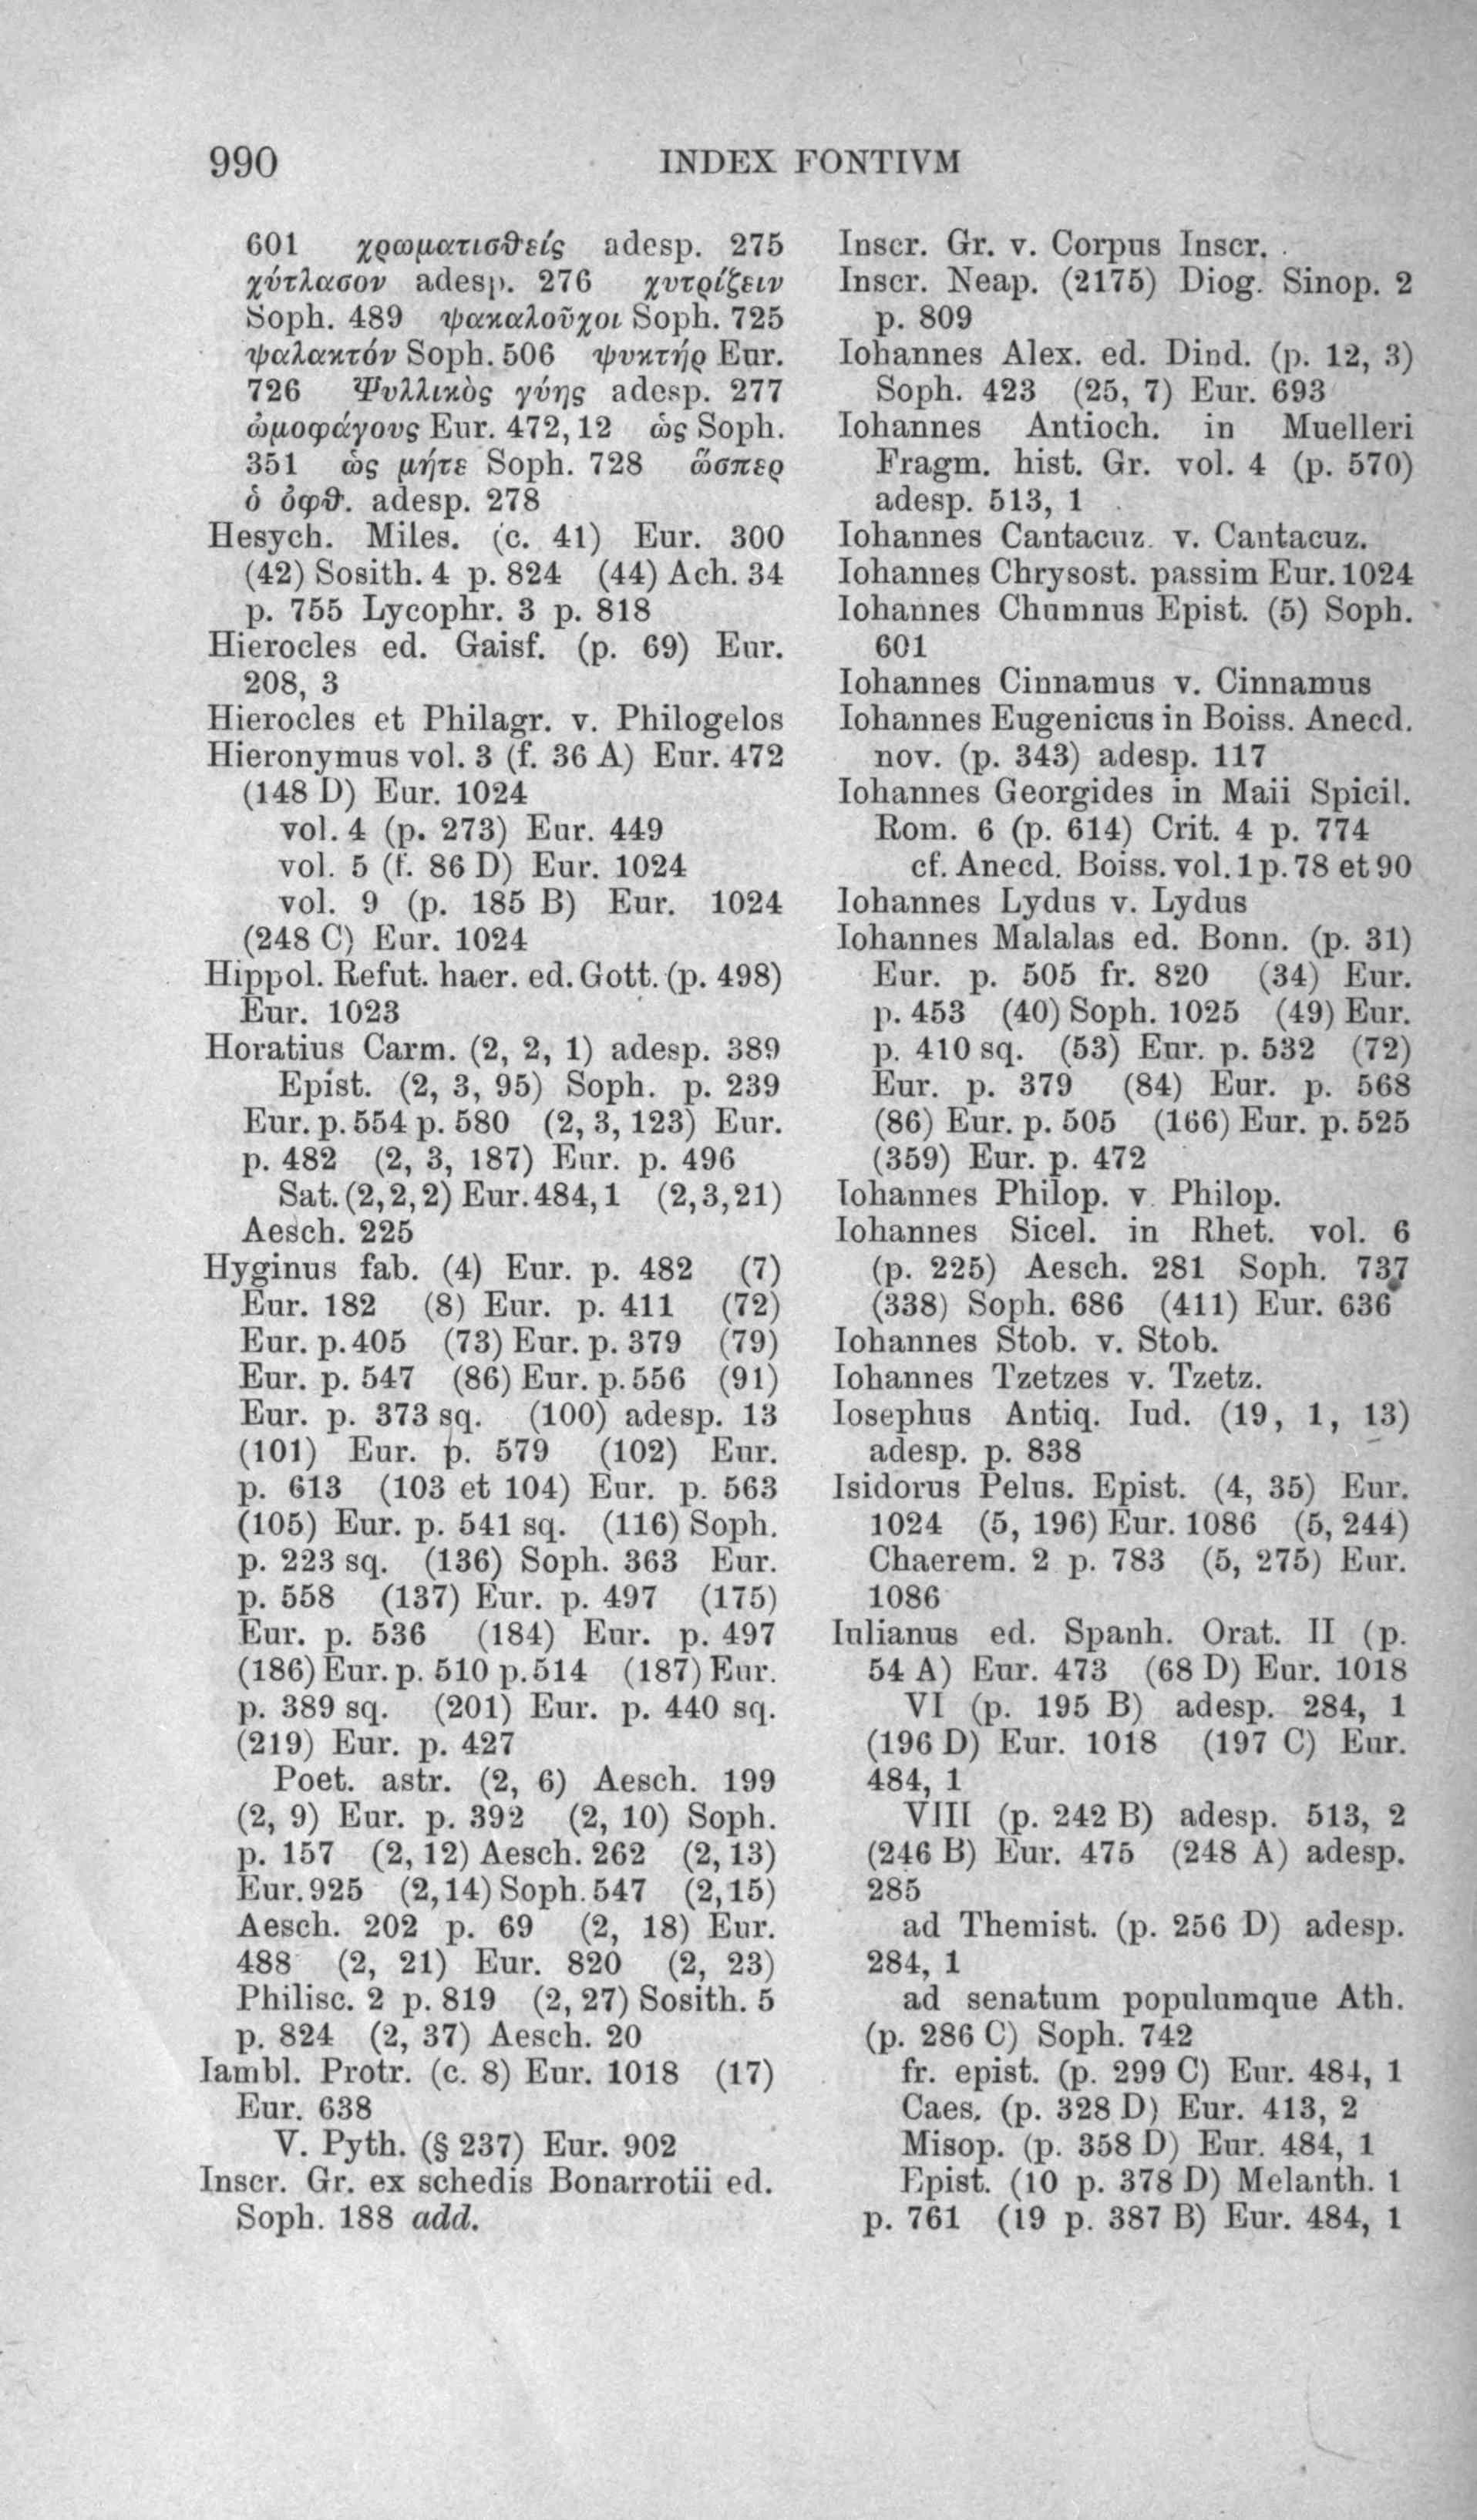 990
INDEX FONTIVM
601 χρωματισθείς adesp. 275
χύτλασον adesp. 276 χυτρίζειν
Soph. 489 ψακαλοῦχοι Soph. 725
ψαλακτόν Soph. 506 ψυκτήρ Eur.
726 Ψυλλικὸς γύης adesp. 277
ὠμοφάγους Eur. 472, 12 ὡς Soph.
351 ὡς μήτε Soph. 728 ὥσπερ
ὁ ὀφθ. adesp. 278
Hesych. Miles. (c. 41) Eur. 300
(42) Sosith. 4 p. 824 (44) Ach. 34
p. 755 Lycophr. 3 p. 818
Hierocles ed. Gaisf. (p. 69) Eur.
208, 3
Hierocles et Philagr. v. Philogelos
Hieronymus vol. 3 (f. 36 A) Eur. 472
(148 D) Eur. 1024
vol. 4 (p. 273) Eur. 449
vol. 5 (f. 86 D) Eur. 1024
vol. 9 (p. 185 B) Eur. 1024
(248 C) Eur. 1024
Hippol. Refut. haer. ed. Gott. (p. 498)
Eur. 1023
Horatius Carm. (2, 2, 1) adesp. 389
Epist. (2, 3, 95) Soph. p. 239
Eur. p. 554 p. 580 (2, 3, 123) Eur.
p. 482 (2, 3, 187) Eur. p. 496
Sat. (2, 2, 2) Eur. 484, 1 (2, 3, 21)
Aesch. 225
Hyginus fab. (4) Eur. p. 482 (7)
Eur. 182 (8) Eur. p. 411 (72)
Eur. p. 405 (73) Eur. p. 379 (79)
Eur. p. 547 (86) Eur. p. 556 (91)
Eur. p. 373 sq. (100) adesp. 13
(101) Eur. p. 579 (102) Eur.
p. 613 (103 et 104) Eur. p. 563
(105) Eur. p. 541 sq. (116) Soph.
p. 223 sq. (136) Soph. 363 Eur.
p. 558 (137) Eur. p. 497 (175)
Eur. p. 536 (184) Eur. p. 497
(186) Eur. p. 510 p. 514 (187) Eur.
p. 389 sq. (201) Eur. p. 440 sq.
(219) Eur. p. 427
Poet. astr. (2, 6) Aesch. 199
(2, 9) Eur. p. 392 (2, 10) Soph.
p. 157 (2, 12) Aesch. 262 (2, 13)
Eur. 925 (2, 14) Soph. 547 (2, 15)
Aesch. 202 p. 69 (2, 18) Eur.
488 (2, 21) Eur. 820 (2, 23)
Philisc. 2 p. 819 (2, 27) Sosith. 5
p. 824 (2, 37) Aesch. 20
Iambl. Protr. (c. 8) Eur. 1018 (17)
Eur. 638
V. Pyth. (§ 237) Eur. 902
Inscr. Gr. ex schedis Bonarrotii ed.
Soph. 188 add.
Inscr. Gr. v. Corpus Inscr.
Inscr. Neap. (2175) Diog. Sinop. 2
p. 809
Iohannes Alex. ed. Dind. (p. 12, 3)
Soph. 423 (25, 7) Eur. 693
Iohannes Antioch. in Muelleri
Fragm. hist. Gr. vol. 4 (p. 570)
adesp. 513, 1
Iohannes Cantacuz. v. Cantacuz.
Iohannes Chrysost. passim Eur. 1024
Iohannes Chumnus Epist. (5) Soph.
601
Iohannes Cinnamus v. Cinnamus
Iohannes Eugenicus in Boiss. Anecd.
nov. (p. 343) adesp. 117
Iohannes Georgides in Maii Spicil.
Rom. 6 (p. 614) Crit. 4 p. 774
cf. Anecd. Boiss. vol. 1 p. 78 et 90
Iohannes Lydus v. Lydus
Iohannes Malalas ed. Bonn. (p. 31)
Eur. p. 505 fr. 820 (34) Eur.
p. 453 (40) Soph. 1025 (49) Eur.
p. 410 sq. (53) Eur. p. 532 (72)
Eur. p. 379 (84) Eur. p. 568
(86) Eur. p. 505 (166) Eur. p. 525
(359) Eur. p. 472
Iohannes Philop. v. Philop.
Iohannes Sicel. in Rhet. vol. 6
(p. 225) Aesch. 281 Soph. 737
(338) Soph. 686 (411) Eur. 636
Iohannes Stob. v. Stob.
Iohannes Tzetzes v. Tzetz.
Iosephus Antiq. Iud. (19, 1, 13)
adesp. p. 838
Isidorus Pelus. Epist. (4, 35) Eur.
1024 (5, 196) Eur. 1086 (5, 244)
Chaerem. 2 p. 783 (5, 275) Eur.
1086
Iulianus ed. Spanh. Orat. II (p.
54 A) Eur. 473 (68 D) Eur. 1018
VI (p. 195 B) adesp. 284, 1
(196 D) Eur. 1018 (197 C) Eur.
484, 1
VIII (p. 242 B) adesp. 513, 2
(246 B) Eur. 475 (248 A) adesp.
285
ad Themist. (p. 256 D) adesp.
284, 1
ad senatum populumque Ath.
(p. 286 C) Soph. 742
fr. epist. (p. 299 C) Eur. 484, 1
Caes. (p. 328 D) Eur. 413, 2
Misop. (p. 358 D) Eur. 484, 1
Epist. (10 p. 378 D) Melanth. 1
p. 761 (19 p. 387 B) Eur. 484, 1